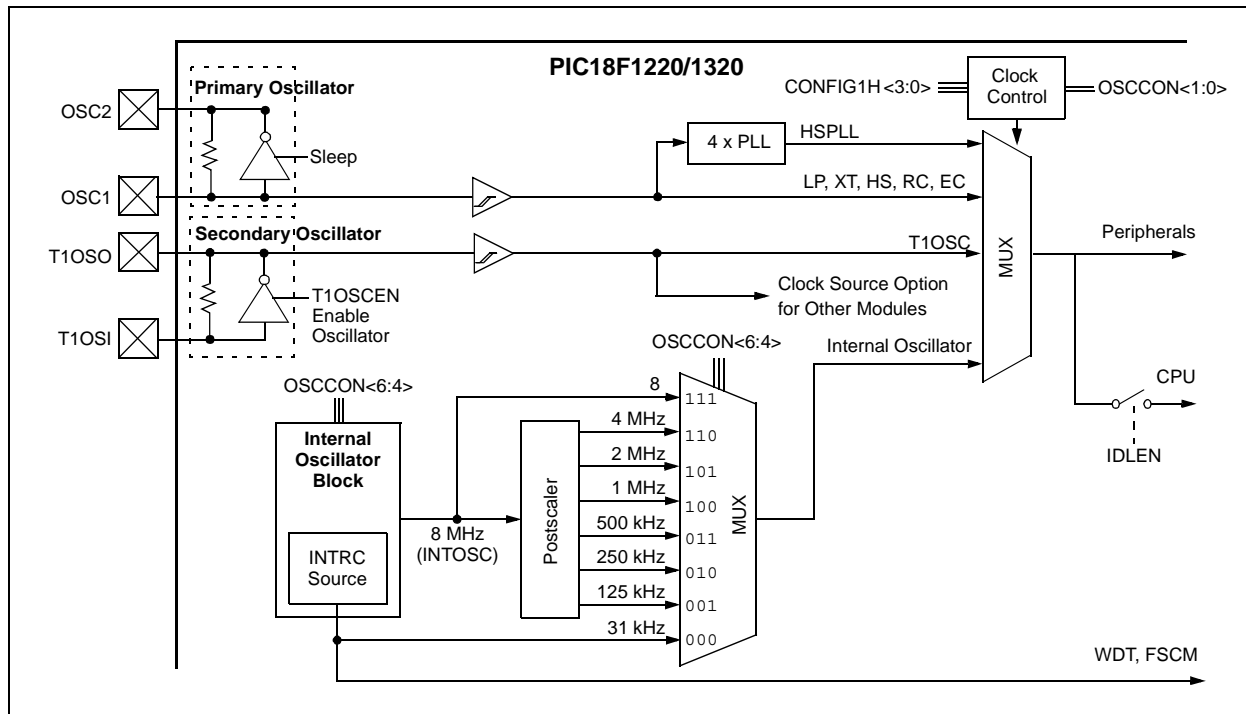 PIC18F1220/1320
Primary Oscillator
OSC2
Sleep
OSC1
CONFIG1H <3:0>
Clock
Control
OSCCON<1:0>
4 x PLL
HSPLL
LP, XT, HS, RC, EC
Secondary Oscillator
T1OSO
T1OSCEN
Enable
Oscillator
T1OSI
T1OSC
Clock Source Option
for Other Modules
MUX
Peripherals
Internal Oscillator
CPU
IDLEN
OSCCON<6:4>
OSCCON<6:4>
Internal
Oscillator
Block
INTRC
Source
8 MHz
(INTOSC)
Postscaler
8
111
4 MHz
110
2 MHz
101
1 MHz
100
500 kHz
011
250 kHz
010
125 kHz
001
31 kHz
000
MUX
WDT, FSCM